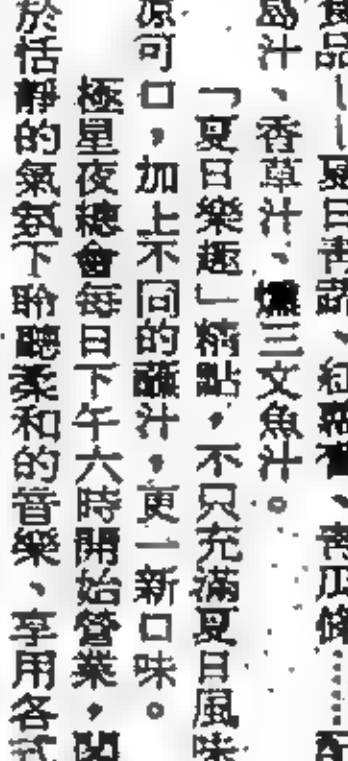 食品——夏日青蔬、紅蘿蔔、青瓜條……配
島汁、香草汁、燻三文魚汁。
「夏日樂趣」精點，不只充滿夏日風味
涼可口，加上不同的蘸汁，更一新口味。
極星夜總會每日下午六時開始營業，閣
於恬靜的氣氛下聆聽柔和的音樂、享用各式